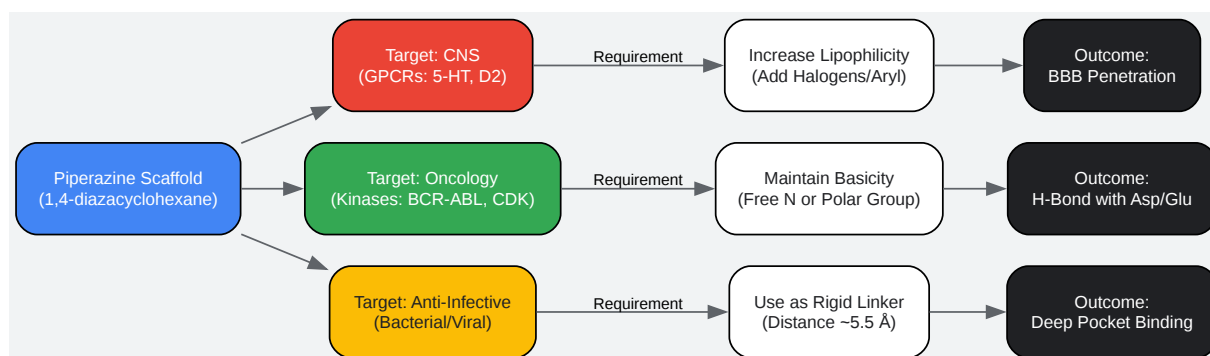 Piperazine Scaffold
(1,4-diazacyclohexane)
Target: CNS
(GPCRs: 5-HT, D2)
Requirement
Increase Lipophilicity
(Add Halogens/Aryl)
Outcome:
BBB Penetration
Target: Oncology
(Kinases: BCR-ABL, CDK)
Requirement
Maintain Basicity
(Free N or Polar Group)
Outcome:
H-Bond with Asp/Glu
Target: Anti-Infective
(Bacterial/Viral)
Requirement
Use as Rigid Linker
(Distance ~5.5 Å)
Outcome:
Deep Pocket Binding